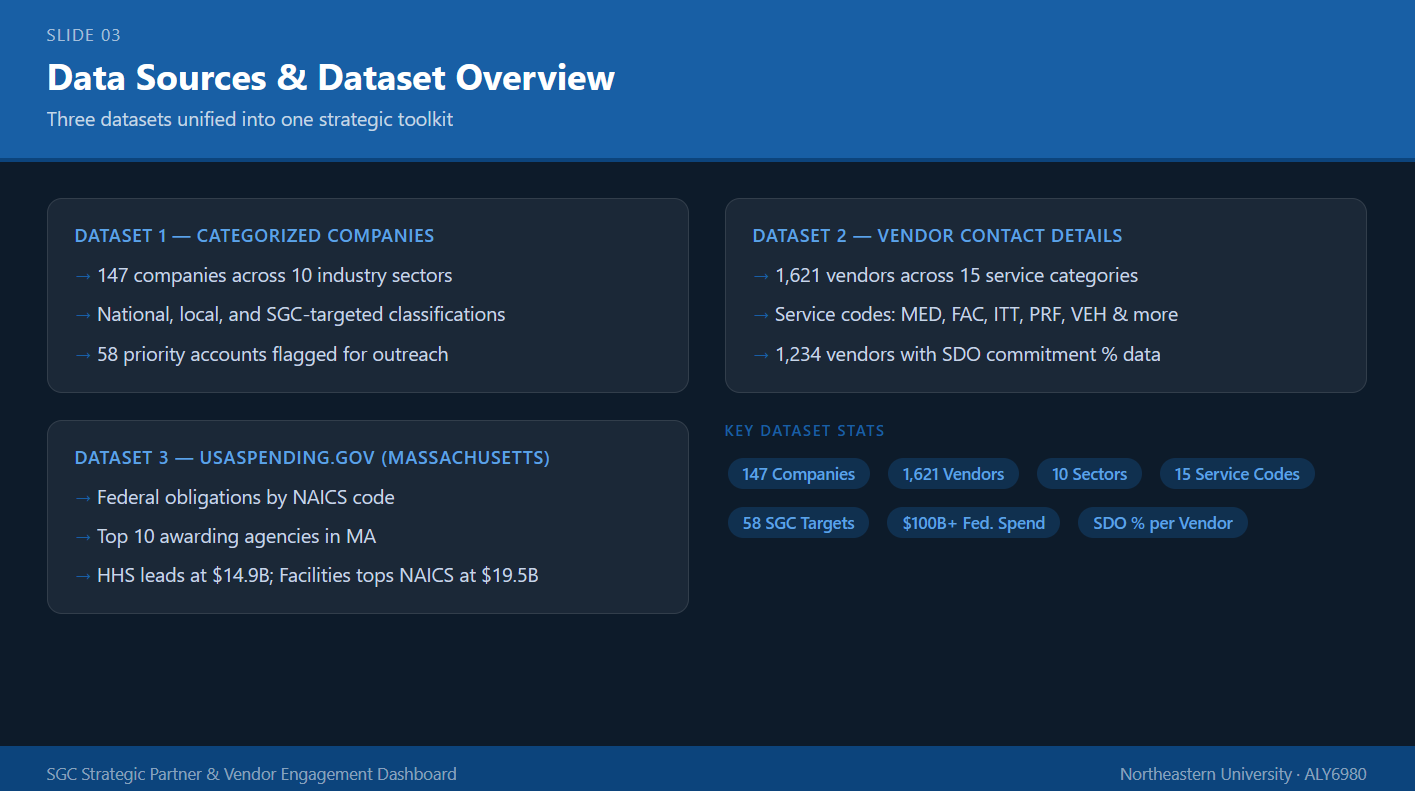 SLIDE 03
Data Sources & Dataset Overview
Three datasets unified into one strategic toolkit
DATASET 1 — CATEGORIZED COMPANIES
→ 147 companies across 10 industry sectors
→ National, local, and SGC-targeted classifications
→ 58 priority accounts flagged for outreach
DATASET 2 — VENDOR CONTACT DETAILS
→ 1,621 vendors across 15 service categories
→ Service codes: MED, FAC, ITT, PRF, VEH & more
→ 1,234 vendors with SDO commitment % data
DATASET 3 — USASPENDING.GOV (MASSACHUSETTS)
→ Federal obligations by NAICS code
→ Top 10 awarding agencies in MA
→ HHS leads at $14.9B; Facilities tops NAICS at $19.5B
KEY DATASET STATS
147 Companies 1,621 Vendors 10 Sectors 15 Service Codes
58 SGC Targets $100B+ Fed. Spend SDO % per Vendor
SGC Strategic Partner & Vendor Engagement Dashboard
Northeastern University · ALY6980